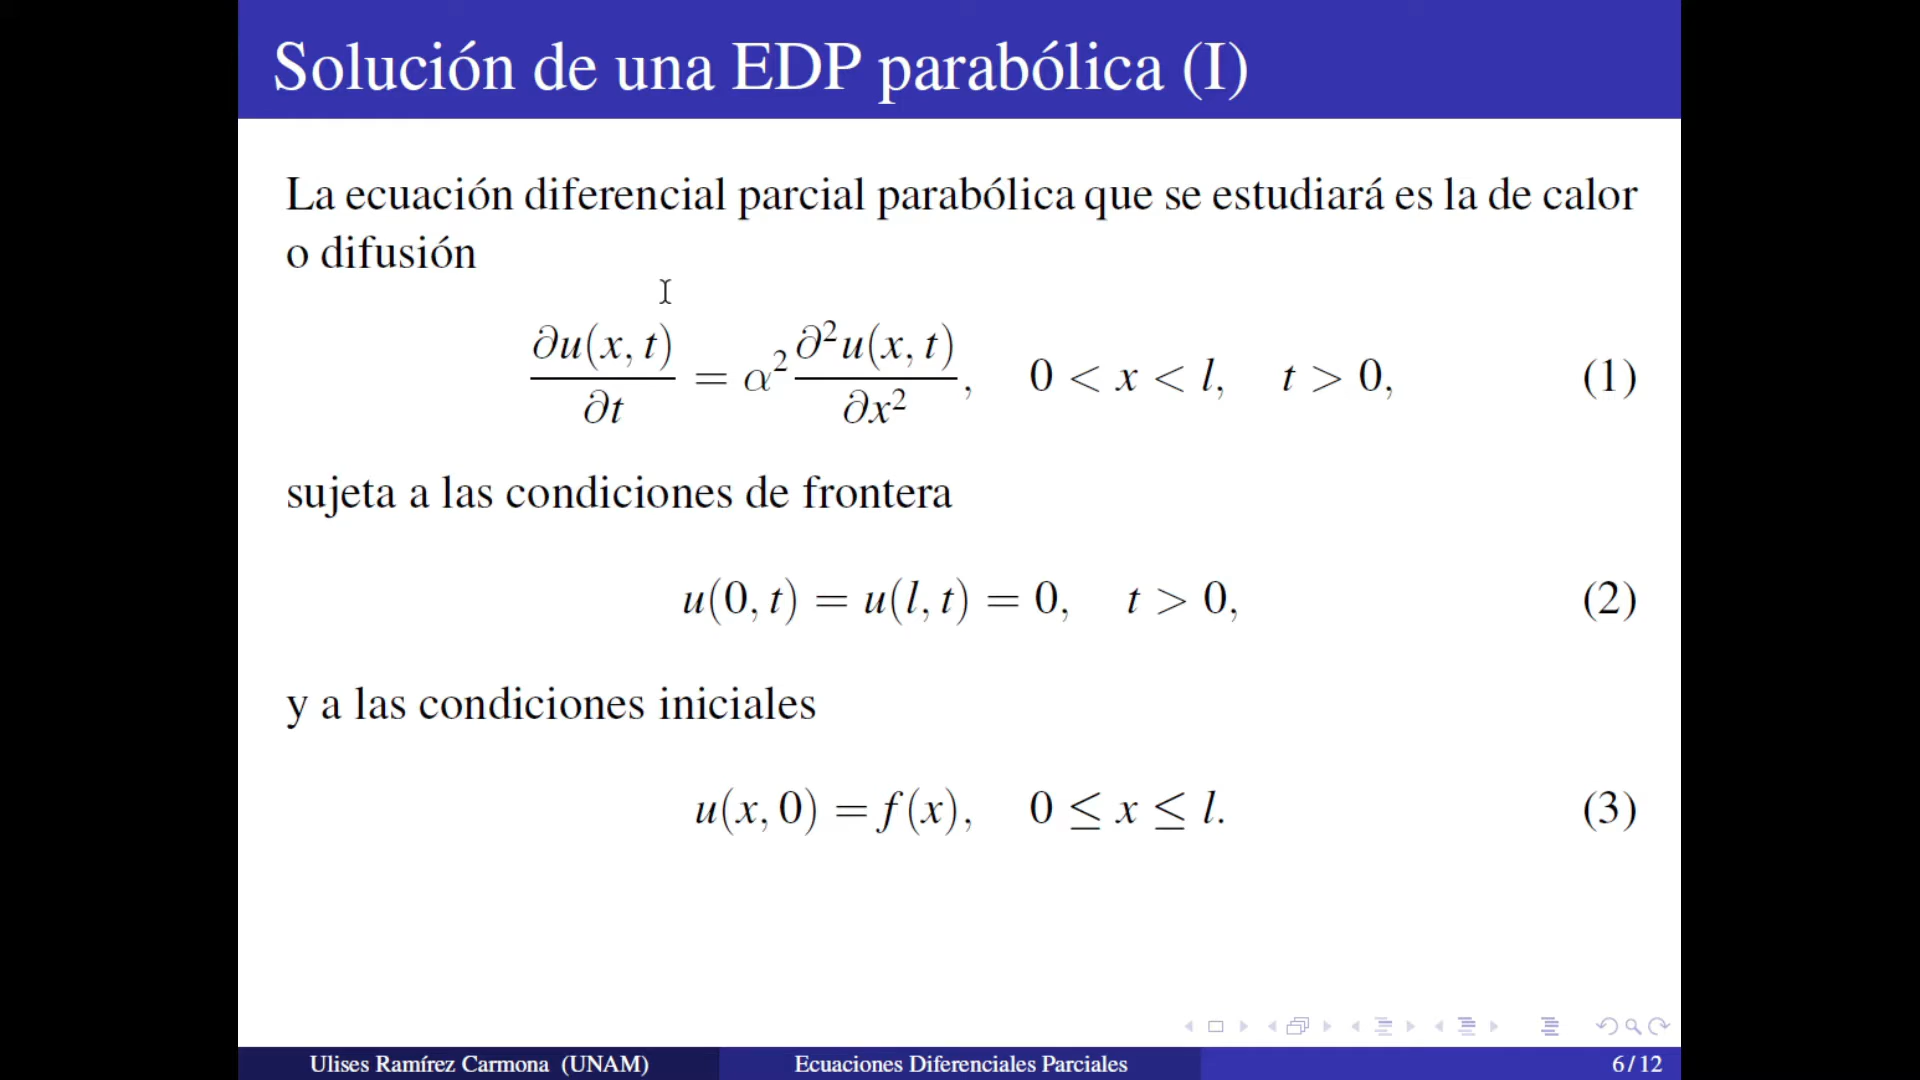 Solución de una EDP parabólica (I)
La ecuación diferencial parcial parabólica que se estudiará es la de calor
o difusión
∂u(x, t)/∂t = α² ∂²u(x, t)/∂x², 0 < x < l, t > 0, (1)
sujeta a las condiciones de frontera
u(0, t) = u(l, t) = 0, t > 0, (2)
y a las condiciones iniciales
u(x, 0) = f(x), 0 ≤ x ≤ l. (3)
Ulises Ramírez Carmona (UNAM) Ecuaciones Diferenciales Parciales 6/12